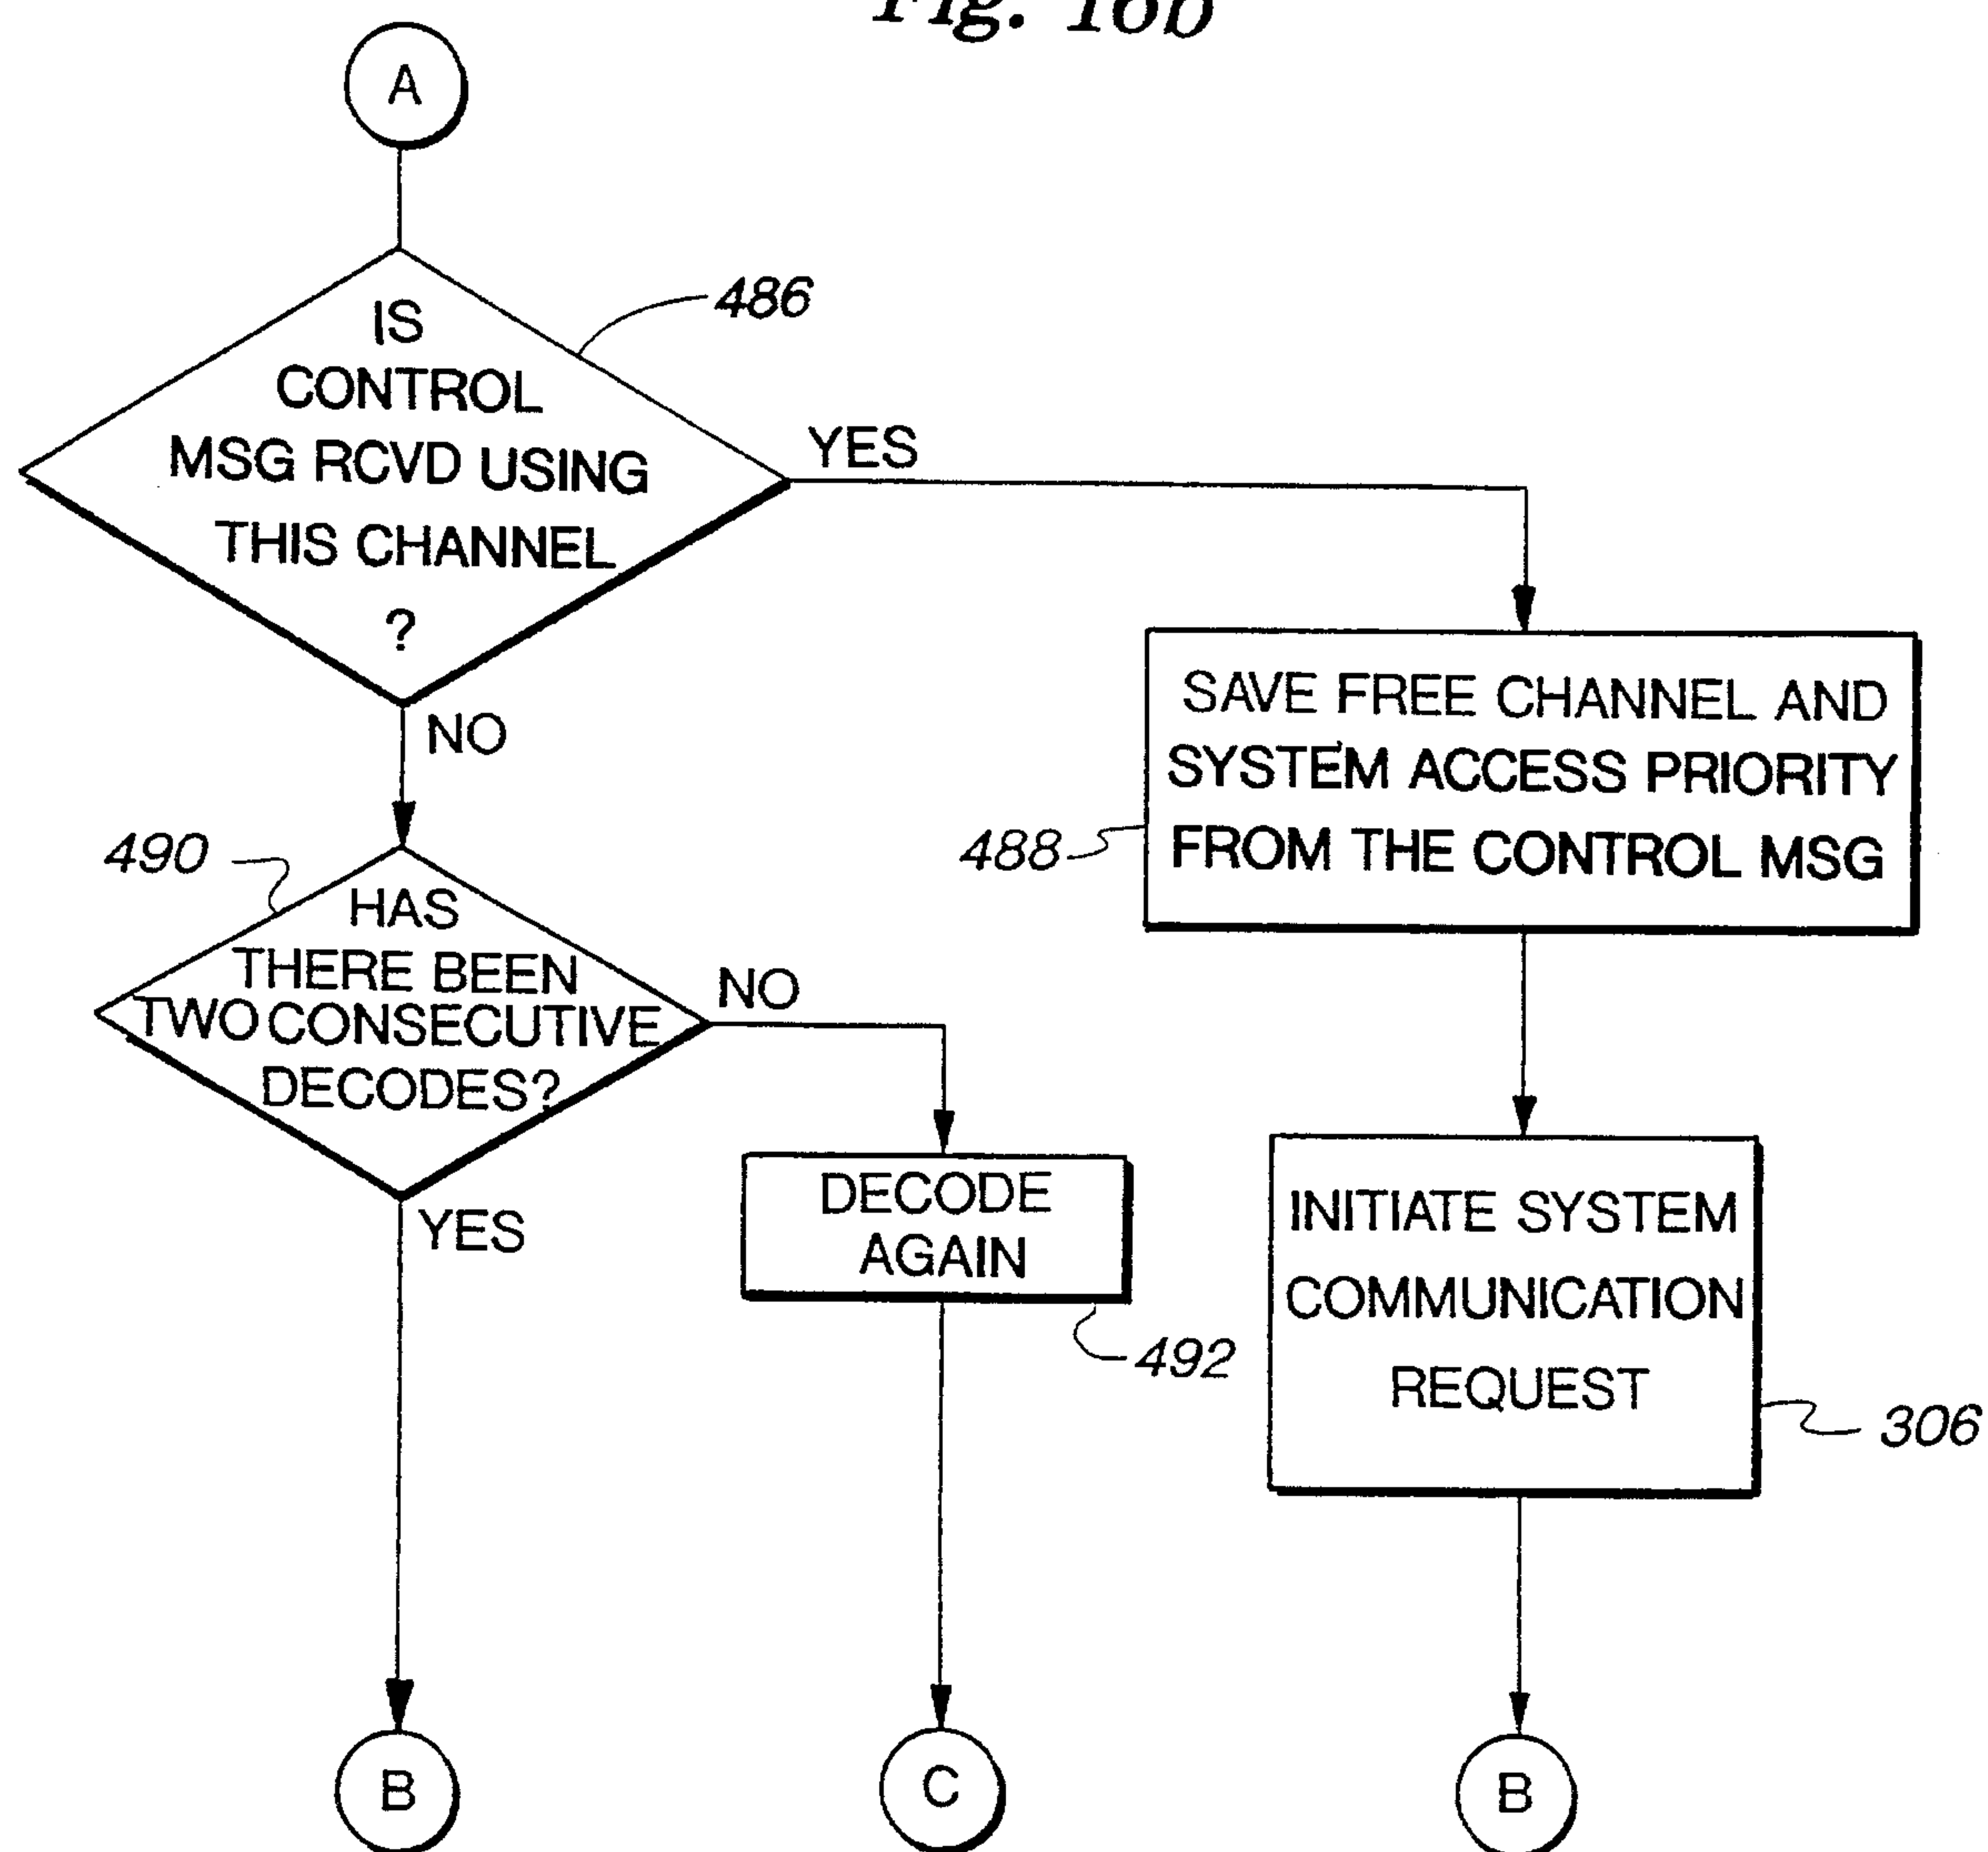 Fig. 16b
A
IS
CONTROL
MSG RCVD USING
THIS CHANNEL
?
486
YES
NO
SAVE FREE CHANNEL AND
SYSTEM ACCESS PRIORITY
FROM THE CONTROL MSG
488
490
HAS
THERE BEEN
TWO CONSECUTIVE
DECODES?
NO
YES
DECODE
AGAIN
492
INITIATE SYSTEM
COMMUNICATION
REQUEST
306
B
C
B